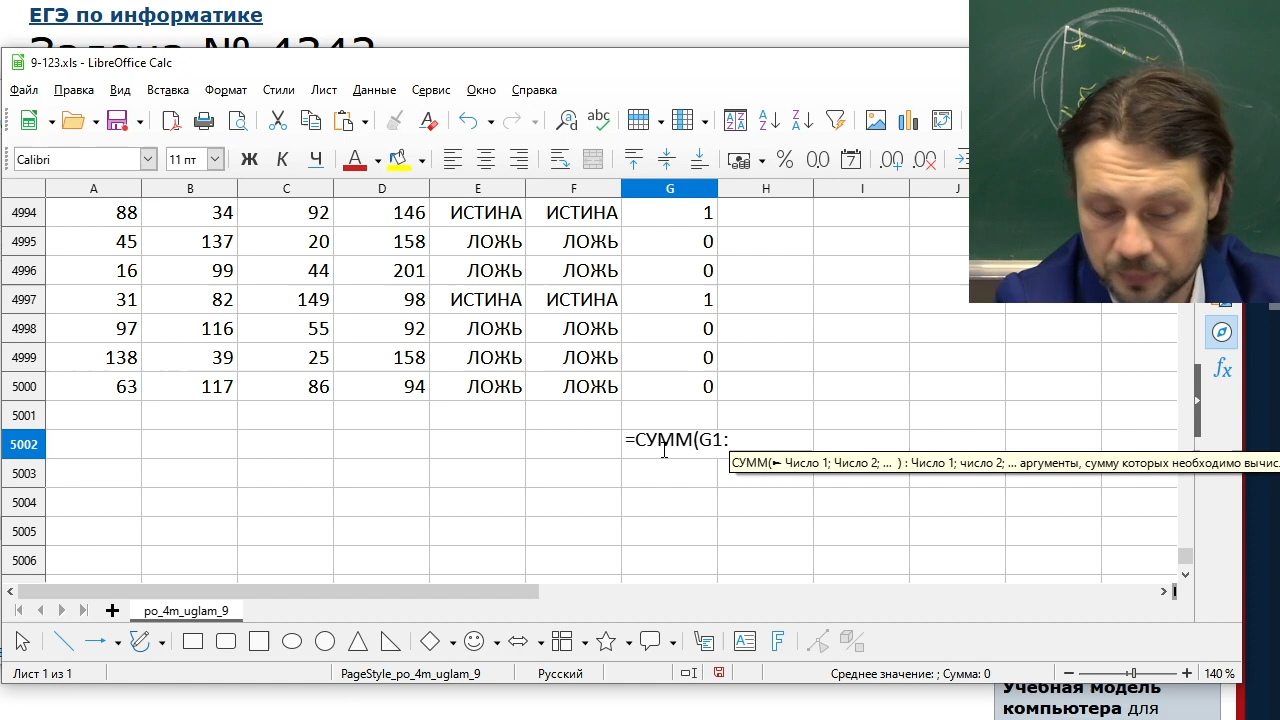 ЕГЭ по информатике
Задача № 4242
9-123.xls - LibreOffice Calc
Файл Правка Вид Вставка Формат Стили Лист Данные Сервис Окно Справка
Calibri 11 пт Ж К Ч
A B C D E F G H I J
4994 88 34 92 146 ИСТИНА ИСТИНА 1
4995 45 137 20 158 ЛОЖЬ ЛОЖЬ 0
4996 16 99 44 201 ЛОЖЬ ЛОЖЬ 0
4997 31 82 149 98 ИСТИНА ИСТИНА 1
4998 97 116 55 92 ЛОЖЬ ЛОЖЬ 0
4999 138 39 25 158 ЛОЖЬ ЛОЖЬ 0
5000 63 117 86 94 ЛОЖЬ ЛОЖЬ 0
5001
5002 =СУММ(G1:
СУММ(► Число 1; Число 2; ... ) : Число 1; число 2; ... аргументы, сумму которых необходимо вычис.
5003
5004
5005
5006
po_4m_uglam_9
Лист 1 из 1 PageStyle_po_4m_uglam_9 Русский Среднее значение: ; Сумма: 0 140 %
Учебная модель
компьютера для